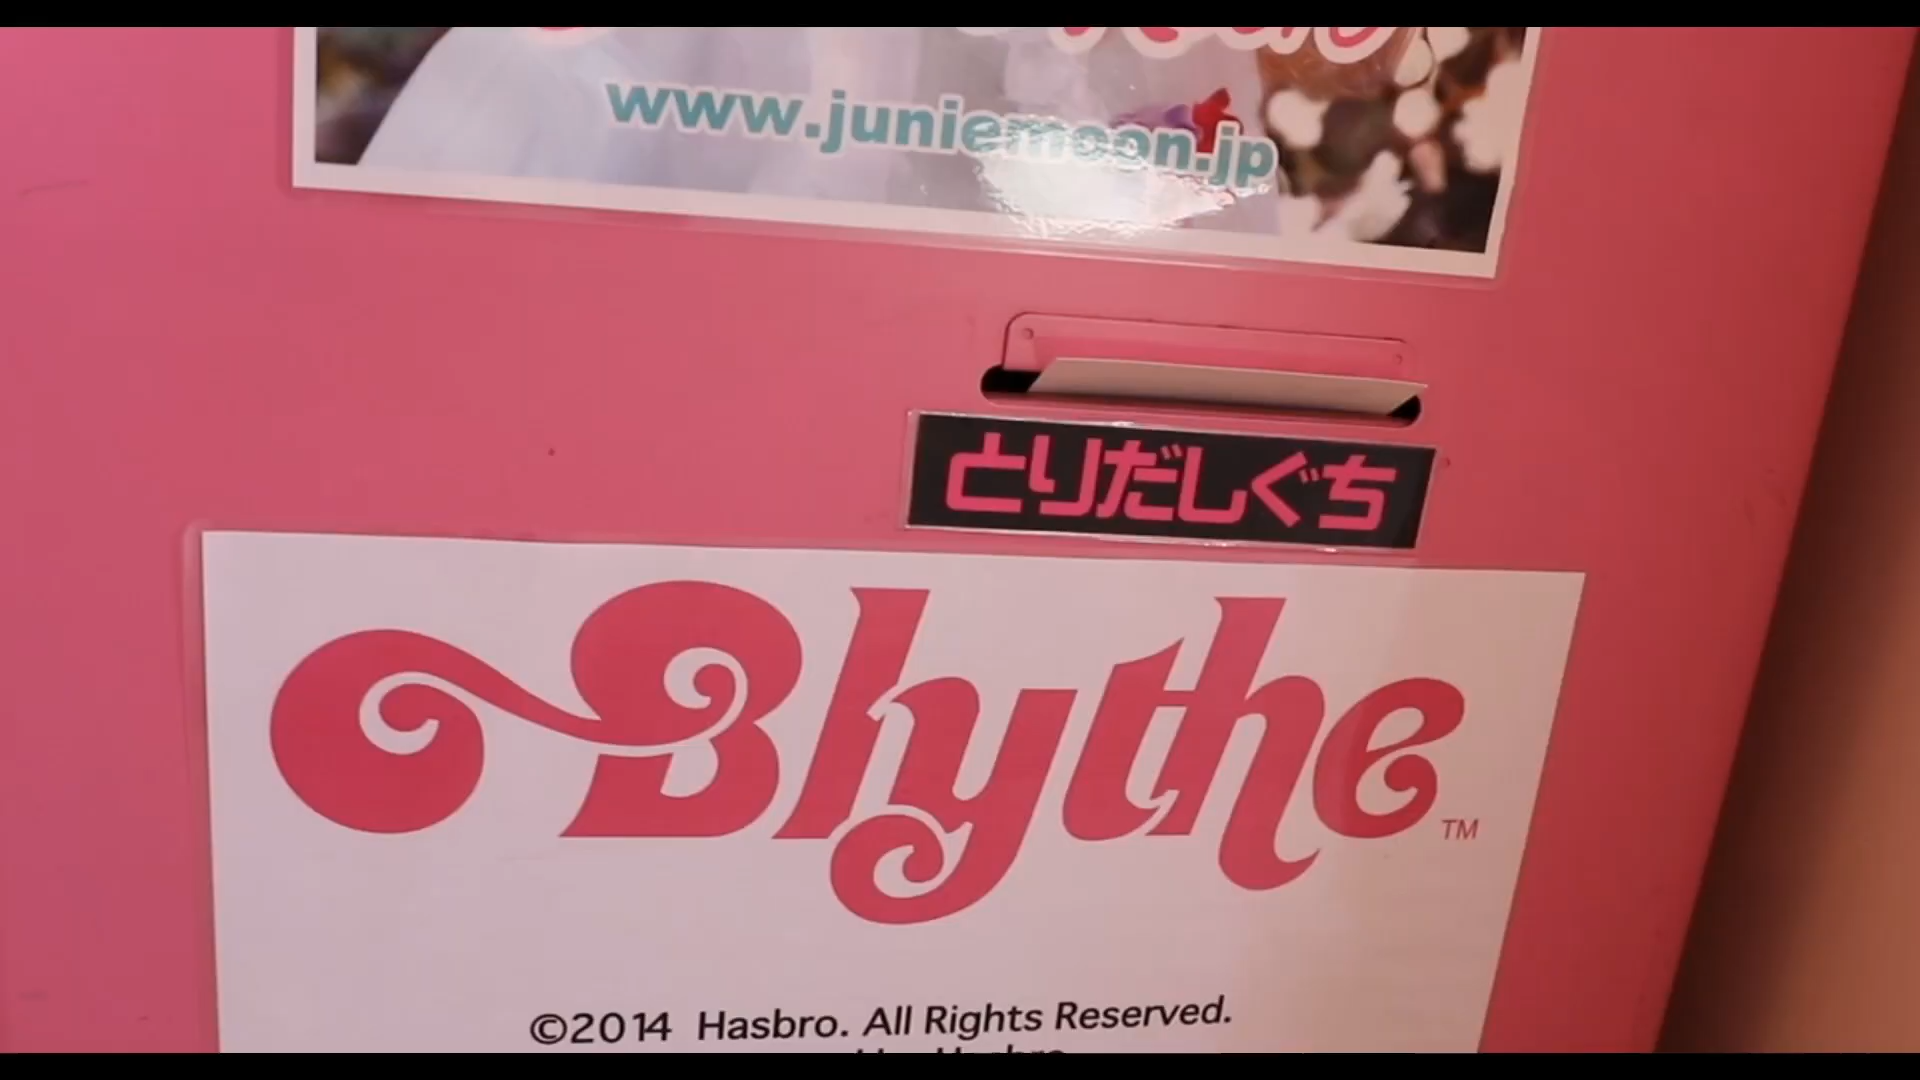 www.juniemoon.jp
とりだしぐち
Blythe™
©2014 Hasbro. All Rights Reserved.